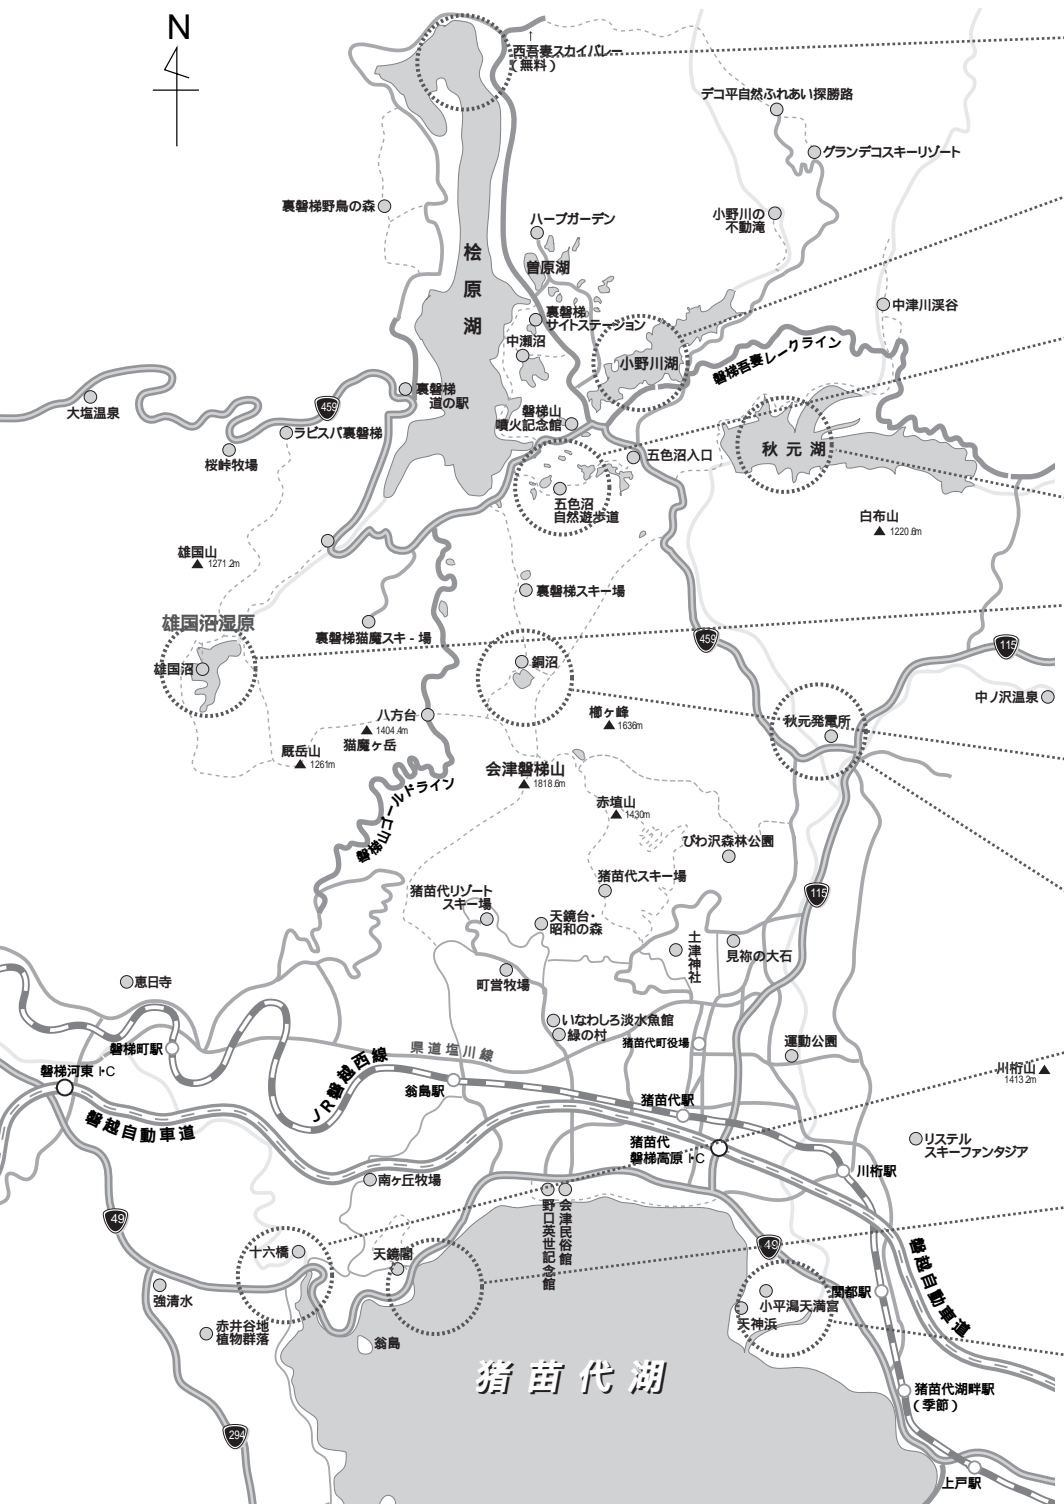 N
↑
西吾妻スカイバレー
(無料)
デコ平自然ふれあい探勝路
グランデコスキーリゾート
裏磐梯野鳥の森
小野川の
不動滝
ハーブガーデン
桧原湖
曽原湖
中津川渓谷
裏磐梯
サイトステーション
中瀬沼
小野川湖
磐梯吾妻レークライン
裏磐梯
道の駅
大塩温泉
459
ラビスパ裏磐梯
磐梯山
噴火記念館
桜峠牧場
五色沼入口
秋元湖
五色沼
自然遊歩道
白布山
1220.6m
雄国山
1271.2m
裏磐梯スキー場
雄国沼湿原
裏磐梯猫魔スキ-場
459
115
雄国沼
銅沼
中ノ沢温泉
八方台
1404.4m
猫魔ヶ岳
櫛ヶ峰
1636m
秋元発電所
厩岳山
1261m
会津磐梯山
1818.6m
磐梯山ゴールドライン
赤埴山
1430m
びわ沢森林公園
猪苗代リゾート
スキー場
猪苗代スキー場
115
天鏡台・
昭和の森
土津神社
見祢の大石
恵日寺
町営牧場
いなわしろ淡水魚館
緑の村
猪苗代町役場
運動公園
磐梯町駅
県道塩川線
JR磐越西線
川桁山
1413.2m
磐梯河東 I・C
翁島駅
猪苗代駅
磐越自動車道
猪苗代
磐梯高原 I・C
リステル
スキーファンタジア
川桁駅
南ヶ丘牧場
野口英世記念館
会津民俗館
49
十六橋
天鏡閣
49
磐越自動車道
強清水
関都駅
小平潟天満宮
天神浜
赤井谷地
植物群落
翁島
猪苗代湖
猪苗代湖畔駅
(季節)
294
上戸駅